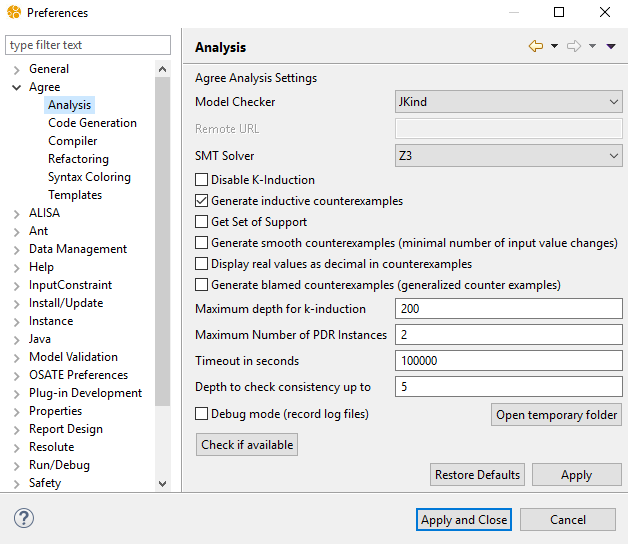 Preferences
type filter text
General
Agree
Analysis
Code Generation
Compiler
Refactoring
Syntax Coloring
Templates
ALISA
Ant
Data Management
Help
InputConstraint
Install/Update
Instance
Java
Model Validation
OSATE Preferences
Plug-in Development
Properties
Report Design
Resolute
Run/Debug
Safety
Analysis
Agree Analysis Settings
Model Checker JKind
Remote URL
SMT Solver Z3
Disable K-Induction
Generate inductive counterexamples
Get Set of Support
Generate smooth counterexamples (minimal number of input value changes)
Display real values as decimal in counterexamples
Generate blamed counterexamples (generalized counter examples)
Maximum depth for k-induction 200
Maximum Number of PDR Instances 2
Timeout in seconds 100000
Depth to check consistency up to 5
Debug mode (record log files) Open temporary folder
Check if available
Restore Defaults Apply
? Apply and Close Cancel